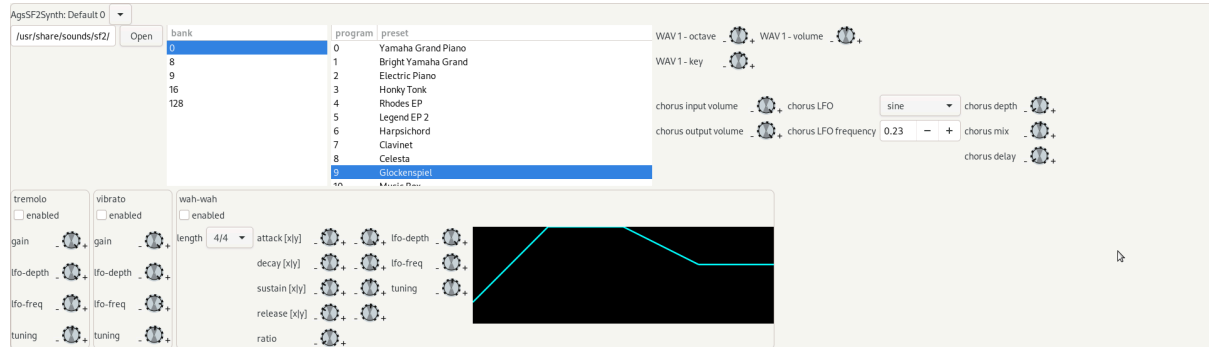 AgsSF2Synth: Default 0
/usr/share/sounds/sf2/ Open
bank
0
8
9
16
128
program preset
0 Yamaha Grand Piano
1 Bright Yamaha Grand
2 Electric Piano
3 Honky Tonk
4 Rhodes EP
5 Legend EP 2
6 Harpsichord
7 Clavinet
8 Celesta
9 Glockenspiel
10 Music Box
WAV 1 - octave - + WAV 1 - volume - +
WAV 1 - key - +
chorus input volume - + chorus LFO sine chorus depth - +
chorus output volume - + chorus LFO frequency 0.23 − + chorus mix - +
chorus delay - +
tremolo
enabled
gain - +
lfo-depth - +
lfo-freq - +
tuning - +
vibrato
enabled
gain - +
lfo-depth - +
lfo-freq - +
tuning - +
wah-wah
enabled
length 4/4 attack [x|y] - + - + lfo-depth - +
decay [x|y] - + - + lfo-freq - +
sustain [x|y] - + - + tuning - +
release [x|y] - + - +
ratio - +